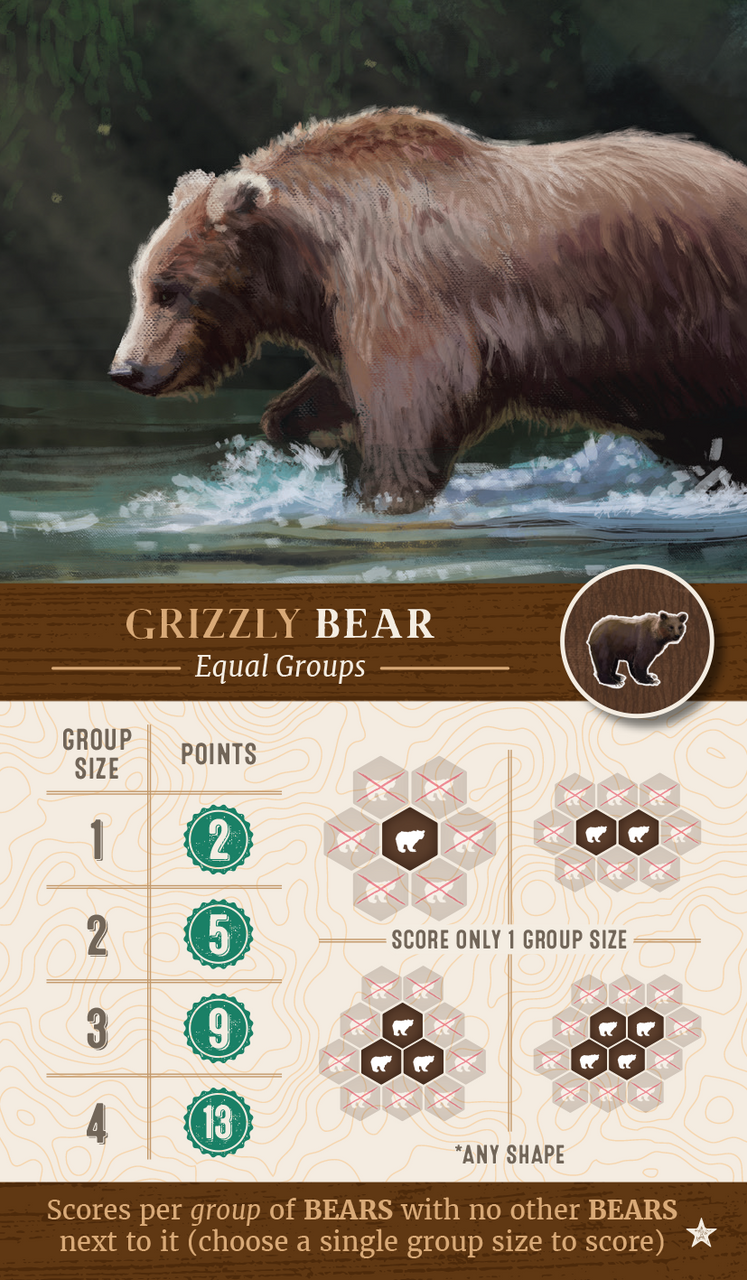 GRIZZLY BEAR
Equal Groups
GROUP
SIZE
POINTS
1
2
2
5
3
9
4
13
SCORE ONLY 1 GROUP SIZE
*ANY SHAPE
Scores per group of BEARS with no other BEARS
next to it (choose a single group size to score)